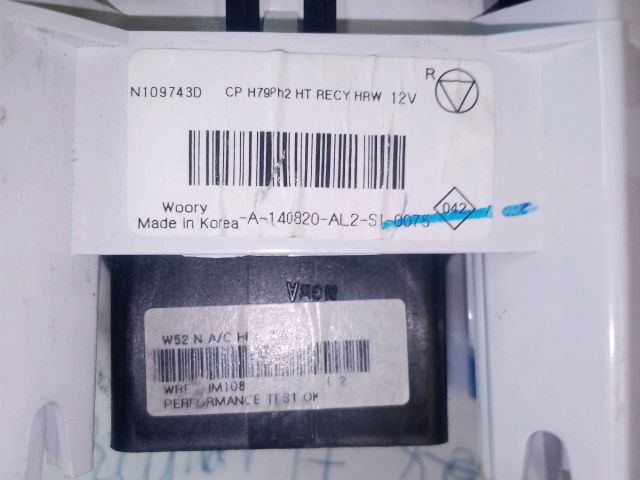 N109743D CP H79Ph2 HT RECY HRW 12V R
Woory
Made in Korea -A-140820-AL2-SI-0075 042
W52 N A/C
PERFORMANCE TEST OK